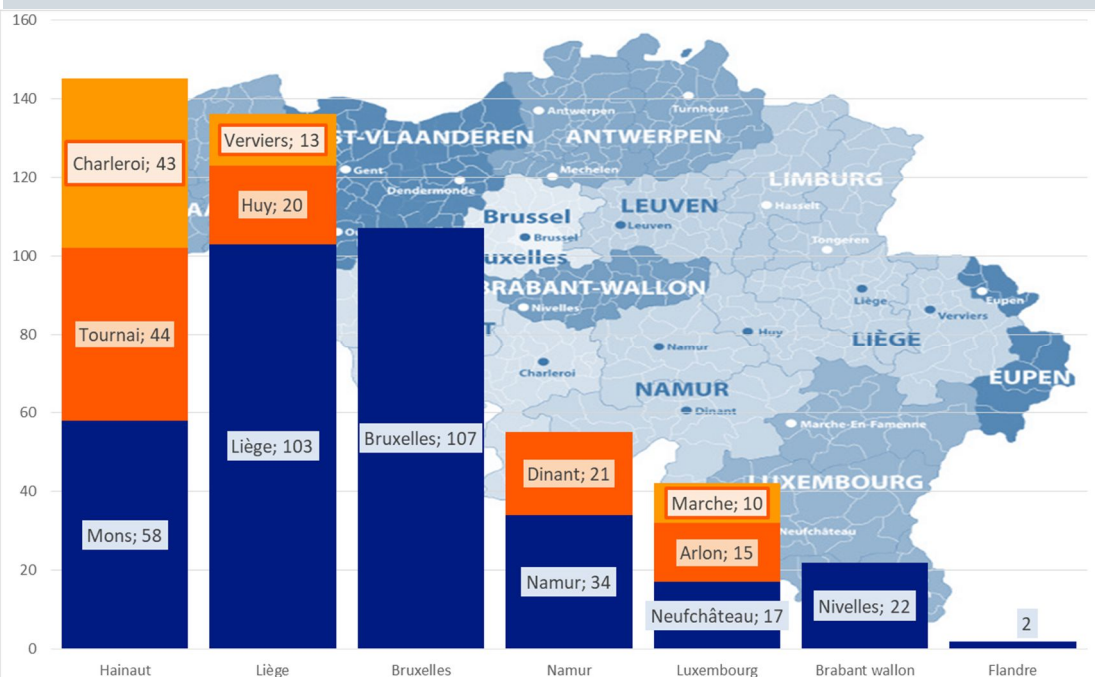 160
140
120
100
80
60
40
20
0
Charleroi; 43
Tournai; 44
Mons; 58
Verviers; 13
Huy; 20
Liège; 103
Bruxelles; 107
Dinant; 21
Namur; 34
Marche; 10
Arlon; 15
Neufchâteau; 17
Nivelles; 22
2
Hainaut
Liège
Bruxelles
Namur
Luxembourg
Brabant wallon
Flandre
ST-VLAANDEREN
Gent
Dendermonde
Antwerpen
Turnhout
ANTWERPEN
Mechelen
LIMBURG
Hasselt
Tongeren
LEUVEN
Leuven
Brussel
Brussel
uxelles
BRABANT-WALLON
Nivelles
Charleroi
Namur
NAMUR
Dinant
Huy
Liège
LIÈGE
Verviers
Eupen
EUPEN
Marche-En-Famenne
LUXEMBOURG
Neufchâteau